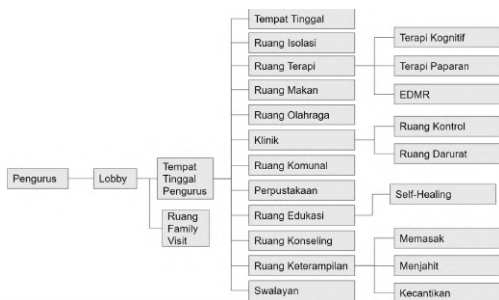 Pengurus
Lobby
Tempat
Tinggal
Pengurus
Ruang
Family
Visit
Tempat Tinggal
Ruang Isolasi
Ruang Terapi
Ruang Makan
Ruang Olahraga
Klinik
Ruang Komunal
Perpustakaan
Ruang Edukasi
Ruang Konseling
Ruang Keterampilan
Swalayan
Terapi Kognitif
Terapi Paparan
EDMR
Ruang Kontrol
Ruang Darurat
Self-Healing
Memasak
Menjahit
Kecantikan